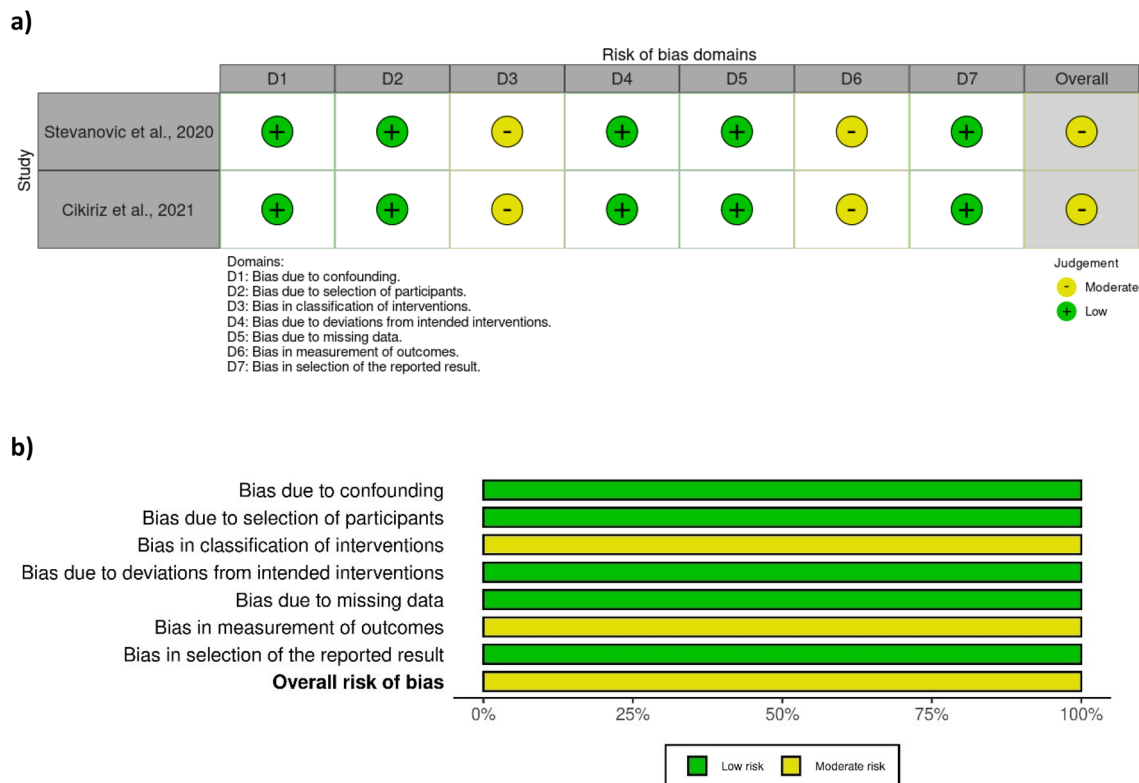 a)
Risk of bias domains
D1 D2 D3 D4 D5 D6 D7 Overall
Study
Stevanovic et al., 2020 + + - + + - + -
Cikiriz et al., 2021 + + - + + - + -
Domains:
D1: Bias due to confounding.
D2: Bias due to selection of participants.
D3: Bias in classification of interventions.
D4: Bias due to deviations from intended interventions.
D5: Bias due to missing data.
D6: Bias in measurement of outcomes.
D7: Bias in selection of the reported result.
Judgement
- Moderate
+ Low
b)
Bias due to confounding
Bias due to selection of participants
Bias in classification of interventions
Bias due to deviations from intended interventions
Bias due to missing data
Bias in measurement of outcomes
Bias in selection of the reported result
Overall risk of bias
0% 25% 50% 75% 100%
Low risk Moderate risk